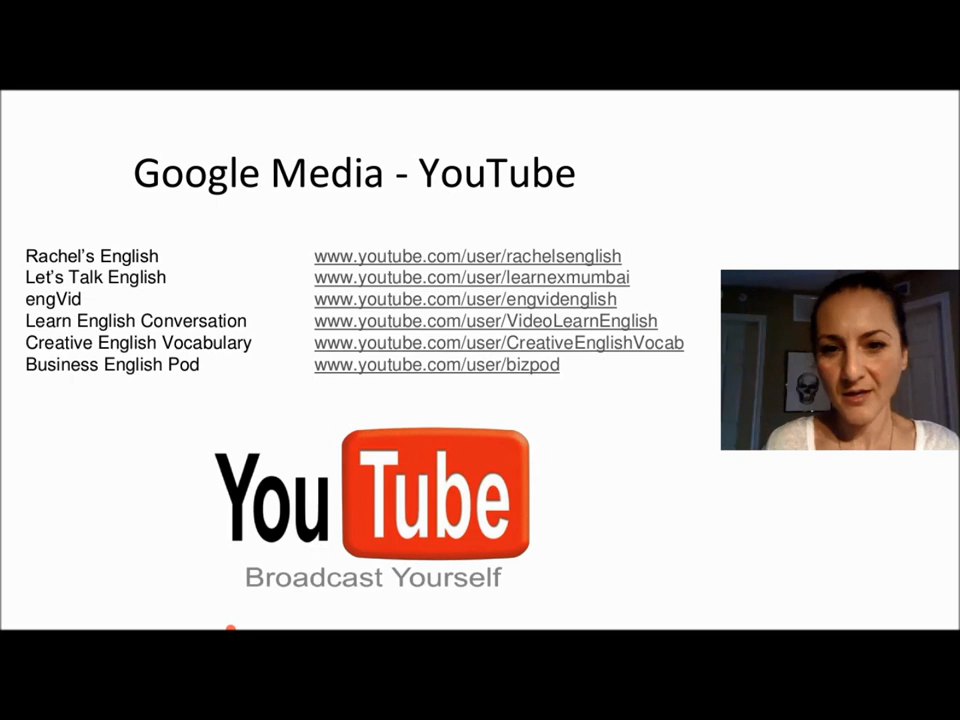 Google Media - YouTube
Rachel's English www.youtube.com/user/rachelsenglish
Let's Talk English www.youtube.com/user/learnexmumbai
engVid www.youtube.com/user/engvidenglish
Learn English Conversation www.youtube.com/user/VideoLearnEnglish
Creative English Vocabulary www.youtube.com/user/CreativeEnglishVocab
Business English Pod www.youtube.com/user/bizpod
YouTube
Broadcast Yourself